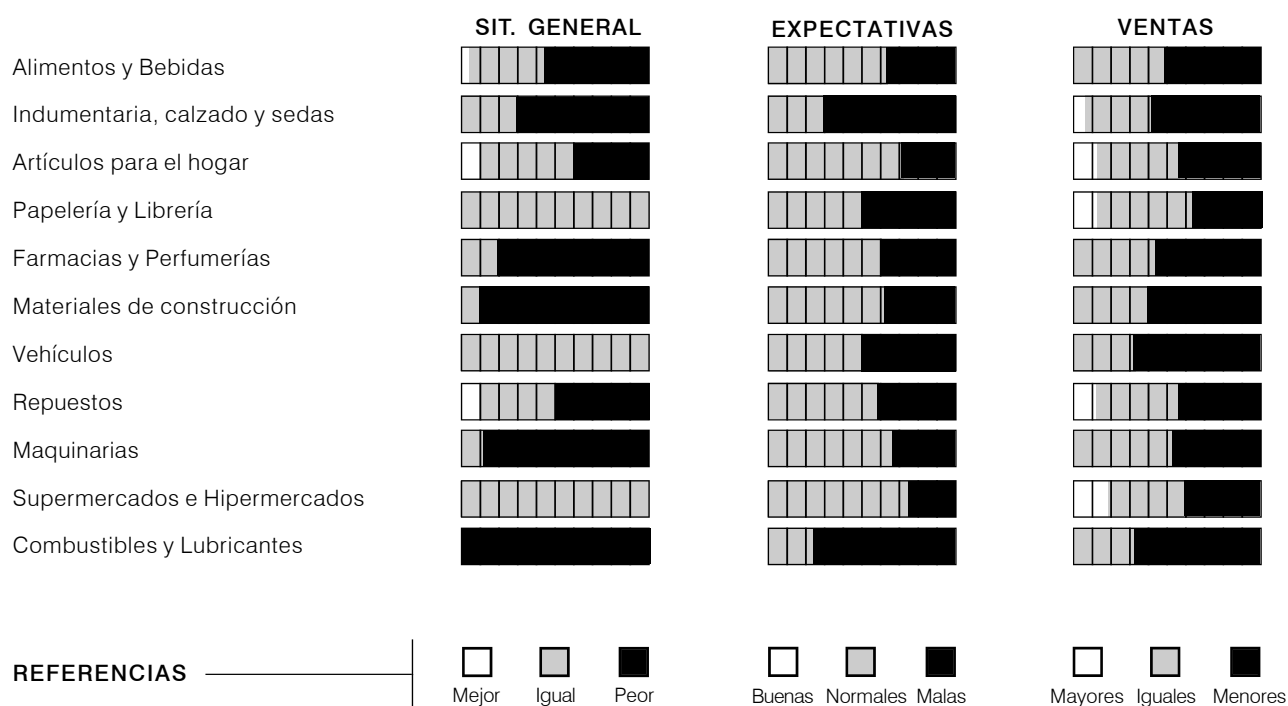 SIT. GENERAL EXPECTATIVAS VENTAS
Alimentos y Bebidas
Indumentaria, calzado y sedas
Artículos para el hogar
Papelería y Librería
Farmacias y Perfumerías
Materiales de construcción
Vehículos
Repuestos
Maquinarias
Supermercados e Hipermercados
Combustibles y Lubricantes
REFERENCIAS
Mejor Igual Peor Buenas Normales Malas Mayores Iguales Menores